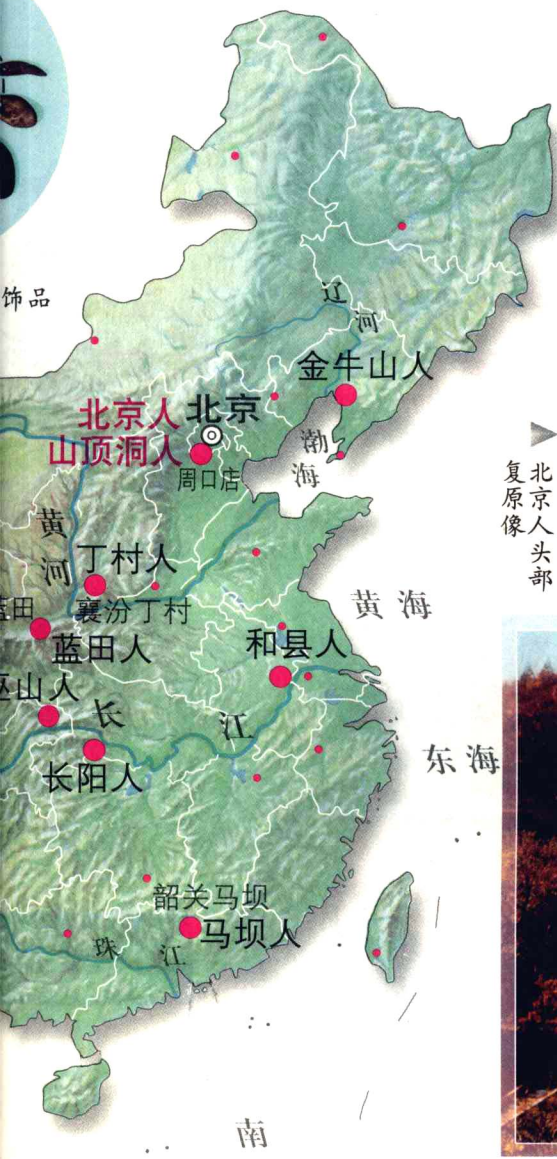 饰品
辽河
金牛山人
北京人
北京
山顶洞人
周口店
渤海
北京人头部
复原像
黄河
丁村人
襄汾丁村
黄海
蓝田
蓝田人
和县人
巫山人
长江
长阳人
东海
韶关马坝
马坝人
珠江
南